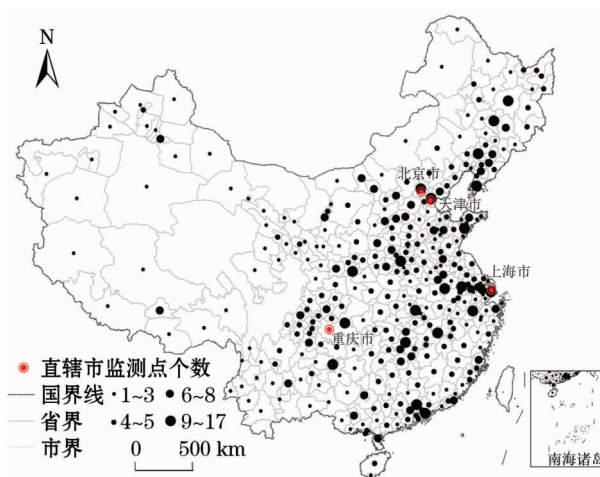 N
北京市
天津市
上海市
重庆市
直辖市监测点个数
国界线 1~3 6~8
省界 4~5 9~17
市界 0 500 km
南海诸岛